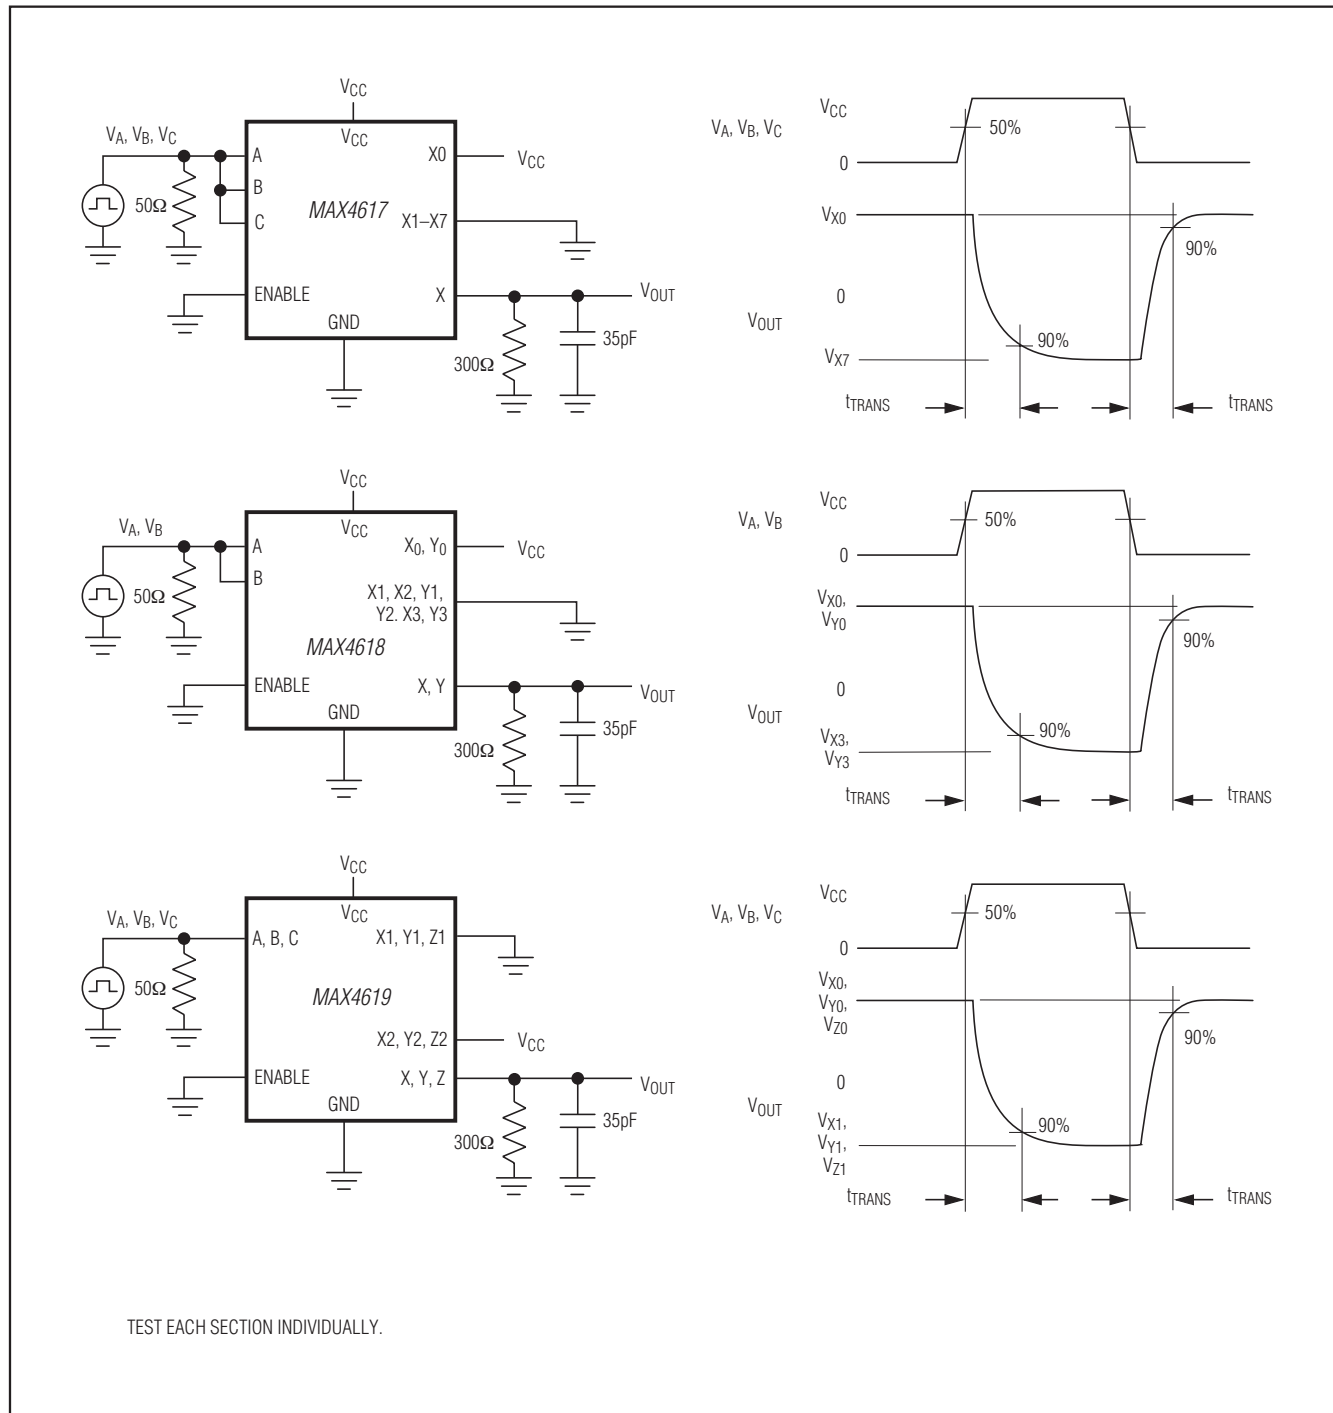 VCC
VA, VB, VC
VCC
A
X0
VCC
B
50Ω
MAX4617
C
X1–X7
ENABLE
X
VOUT
GND
35pF
300Ω
VCC
VA, VB, VC
50%
0
VX0
90%
0
VOUT
90%
VX7
tTRANS
tTRANS
VCC
VA, VB
VCC
A
X0, Y0
VCC
B
50Ω
X1, X2, Y1,
Y2. X3, Y3
MAX4618
ENABLE
X, Y
VOUT
GND
35pF
300Ω
VCC
VA, VB
50%
0
VX0,
VY0
90%
0
VOUT
90%
VX3,
VY3
tTRANS
tTRANS
VCC
VA, VB, VC
VCC
A, B, C
X1, Y1, Z1
50Ω
MAX4619
X2, Y2, Z2
VCC
ENABLE
X, Y, Z
VOUT
GND
35pF
300Ω
VCC
VA, VB, VC
50%
0
VX0,
VY0,
VZ0
90%
0
VOUT
90%
VX1,
VY1,
VZ1
tTRANS
tTRANS
TEST EACH SECTION INDIVIDUALLY.